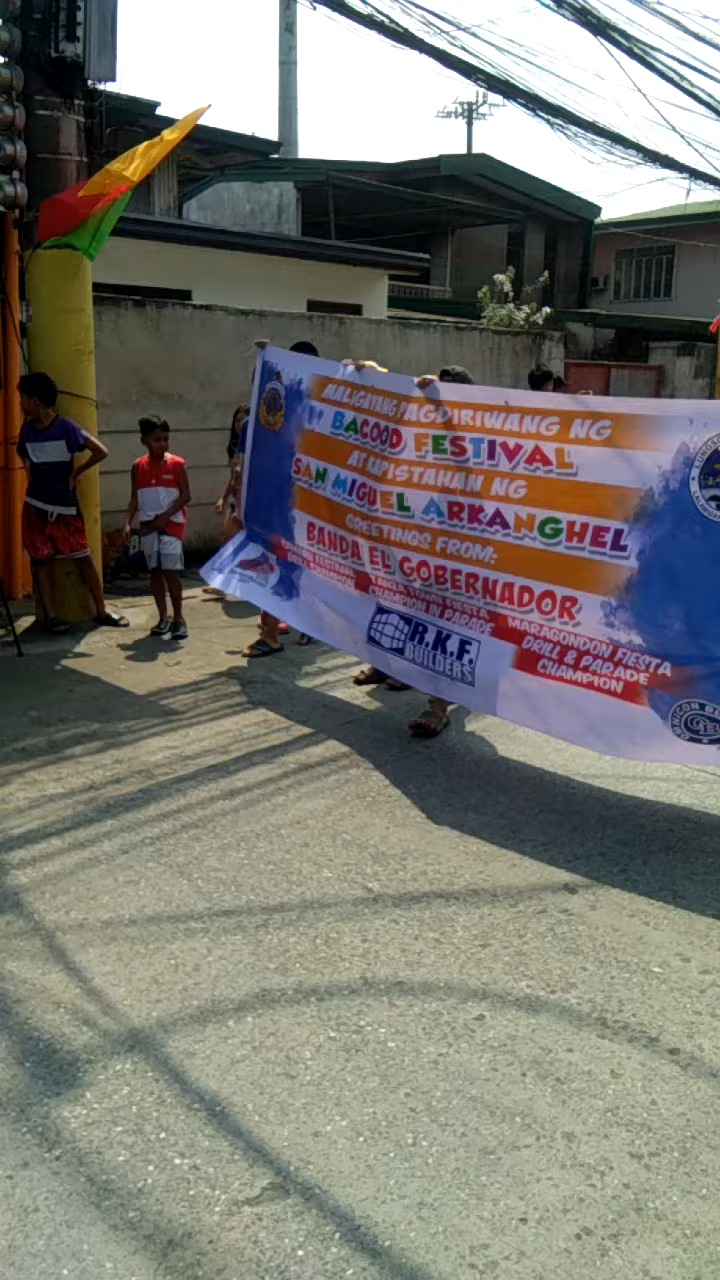 MALIGAYANG PAGDIRIWANG NG
BACOOD FESTIVAL
AT KAPISTAHAN NG
SAN MIGUEL ARKANGHEL
GREETINGS FROM:
BANDA EL GOBERNADOR
CHAMPION IN PARADE
MARAGONDON FIESTA
DRILL & PARADE
CHAMPION
R.K.F.
BUILDERS